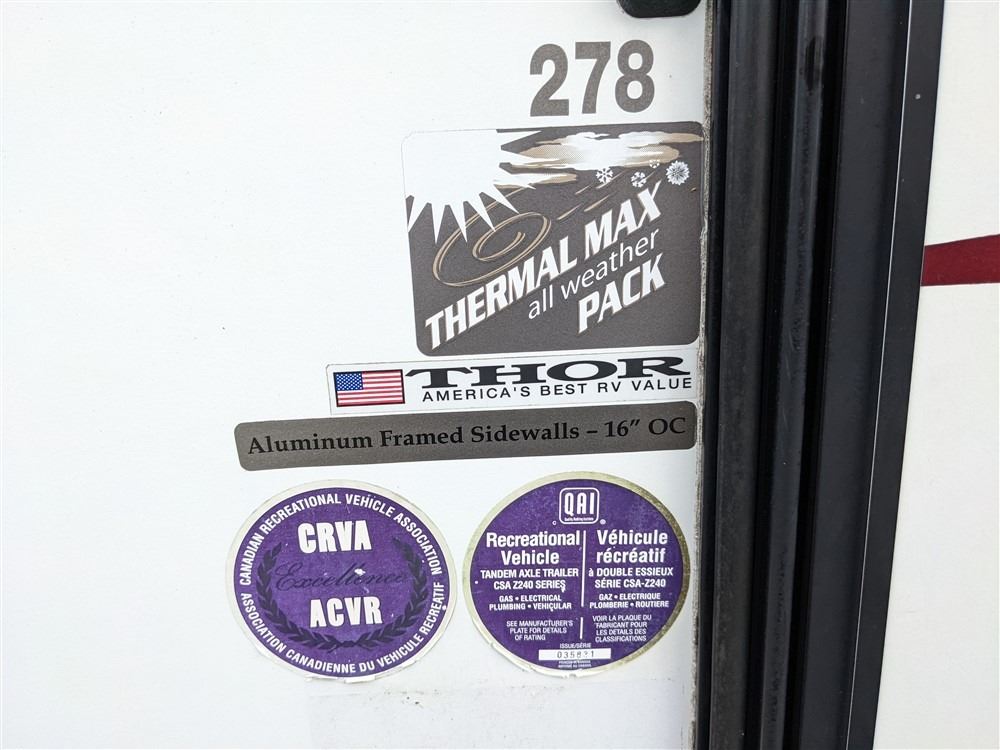 278
THERMAL MAX
all weather
PACK
THOR
AMERICA'S BEST RV VALUE
Aluminum Framed Sidewalls – 16" OC
CANADIAN RECREATIONAL VEHICLE ASSOCIATION
CRVA
Excellence
ACVR
ASSOCIATION CANADIENNE DU VEHICULE RECREATIF
QAI
Recreational
Vehicle
TANDEM AXLE TRAILER
CSA Z240 SERIES
GAS • ELECTRICAL
PLUMBING • VEHICULAR
SEE MANUFACTURER'S
PLATE FOR DETAILS
OF RATING
Véhicule
récréatif
à DOUBLE ESSIEUX
SÉRIE CSA-Z240
GAZ • ELECTRIQUE
PLOMBERIE • ROUTIERE
VOIR LA PLAQUE DU
FABRICANT POUR
LES DETAILS DES
CLASSIFICATIONS
ISSUE/SÉRIE